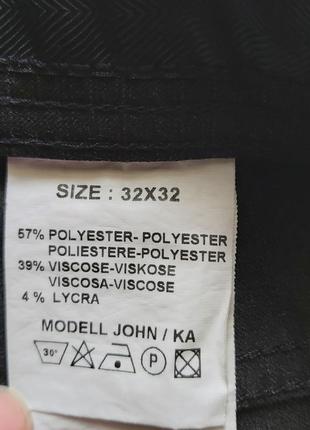 SIZE : 32X32
57% POLYESTER- POLYESTER
POLIESTERE-POLYESTER
39% VISCOSE-VISKOSE
VISCOSA-VISCOSE
4 % LYCRA
MODELL JOHN / KA
30° P